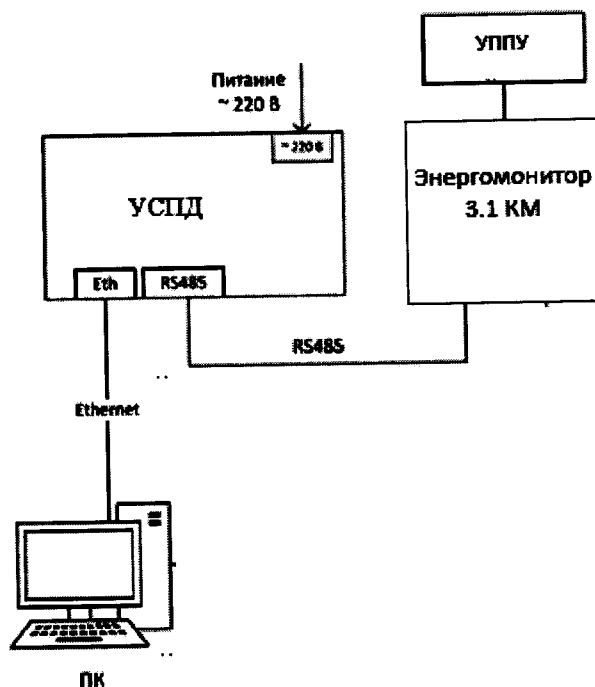 УППУ
Питание
~ 220 В
~ 220 В
Энергомонитор
3.1 КМ
УСПД
Eth
RS485
RS485
Ethernet
ПК